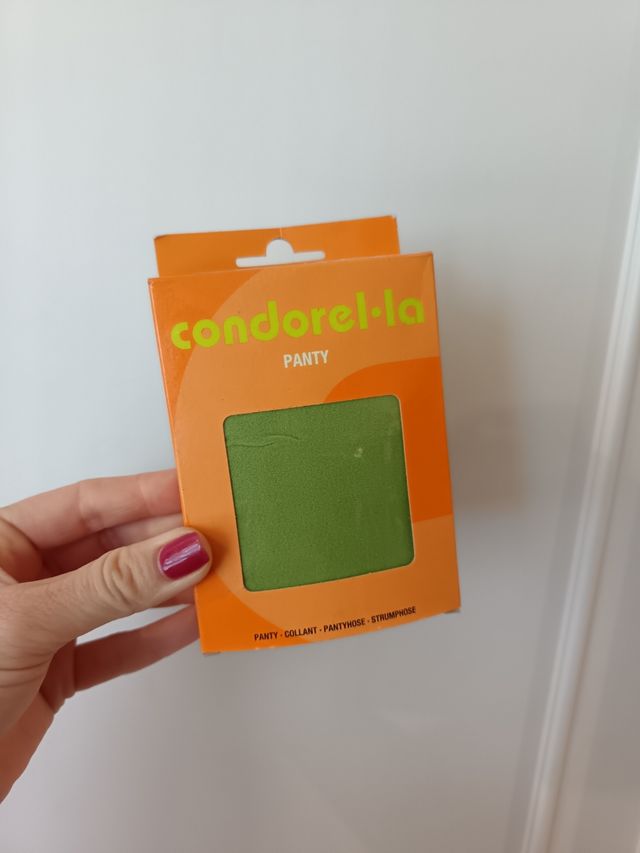 condorel·la
PANTY
PANTY - COLLANT - PANTYHOSE - STRUMPHOSE